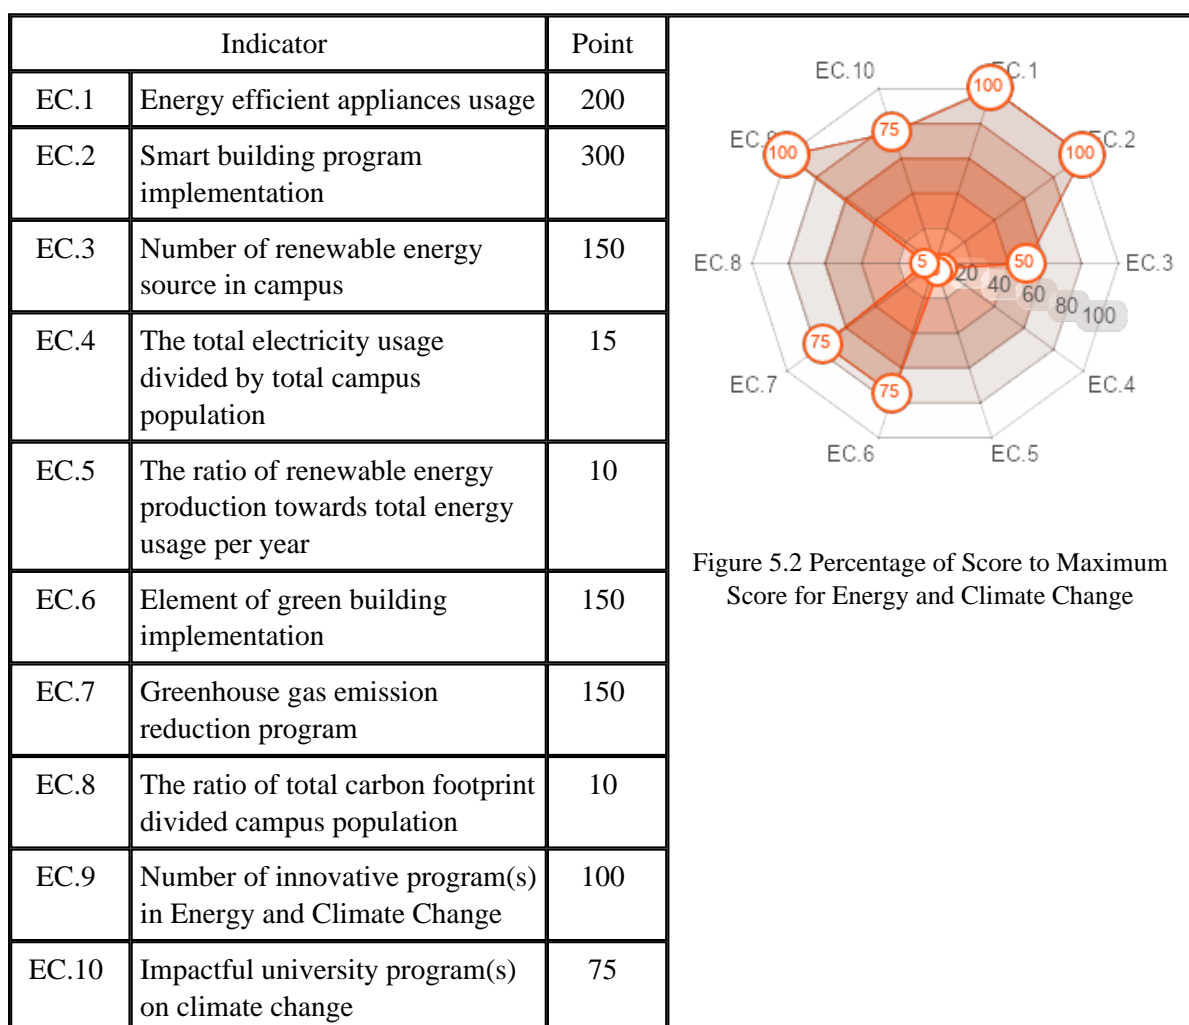 Indicator Point
EC.1 Energy efficient appliances usage 200
EC.2 Smart building program 300
implementation
EC.3 Number of renewable energy 150
source in campus
EC.4 The total electricity usage 15
divided by total campus
population
EC.5 The ratio of renewable energy 10
production towards total energy
usage per year
EC.6 Element of green building 150
implementation
EC.7 Greenhouse gas emission 150
reduction program
EC.8 The ratio of total carbon footprint 10
divided campus population
EC.9 Number of innovative program(s) 100
in Energy and Climate Change
EC.10 Impactful university program(s) 75
on climate change
EC.10 EC.1
100
75
EC.2
100 100
EC.8 5 50 EC.3
20 40 60 80 100
75
EC.7 EC.4
75
EC.6 EC.5
Figure 5.2 Percentage of Score to Maximum
Score for Energy and Climate Change